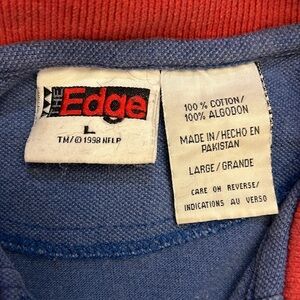 THE Edge
L
TM/© 1998 NFLP
100 % COTTON/
100% ALGODON
MADE IN/HECHO EN
PAKISTAN
LARGE/GRANDE
CARE ON REVERSE/
INDICATIONS AU VERSO